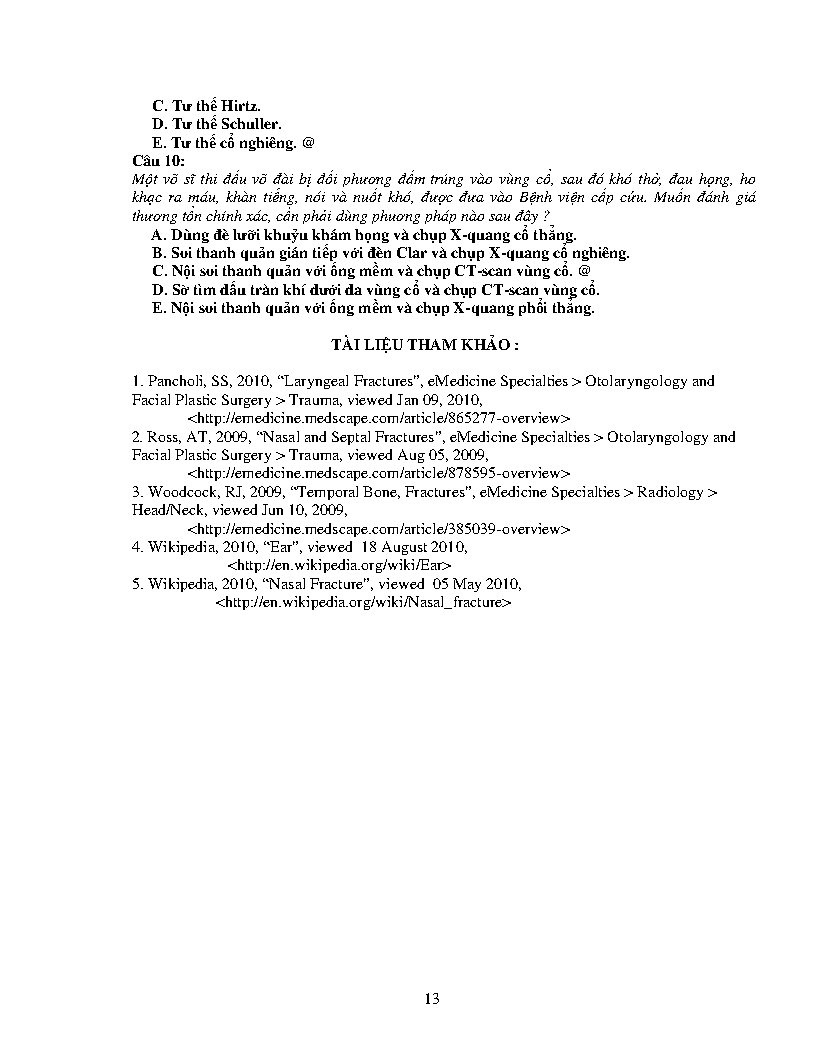 C. Tư thế Hirtz.
D. Tư thế Schuller.
E. Tư thế cổ nghiêng. @
Câu 10:
Một võ sĩ thi đấu võ đài bị đối phương đấm trúng vào vùng cổ, sau đó khó thở, đau họng, ho
khạc ra máu, khàn tiếng, nói và nuốt khó, được đưa vào Bệnh viện cấp cứu. Muốn đánh giá
thương tổn chính xác, cần phải dùng phuơng pháp nào sau đây ?
A. Dùng đè lưỡi khuỷu khám họng và chụp X-quang cổ thẳng.
B. Soi thanh quản gián tiếp với đèn Clar và chụp X-quang cổ nghiêng.
C. Nội soi thanh quản với ống mềm và chụp CT-scan vùng cổ. @
D. Sờ tìm dấu tràn khí dưới da vùng cổ và chụp CT-scan vùng cổ.
E. Nội soi thanh quản với ống mềm và chụp X-quang phổi thẳng.
TÀI LIỆU THAM KHẢO :
1. Pancholi, SS, 2010, “Laryngeal Fractures”, eMedicine Specialties > Otolaryngology and
Facial Plastic Surgery > Trauma, viewed Jan 09, 2010,
<http://emedicine.medscape.com/article/865277-overview>
2. Ross, AT, 2009, “Nasal and Septal Fractures”, eMedicine Specialties > Otolaryngology and
Facial Plastic Surgery > Trauma, viewed Aug 05, 2009,
<http://emedicine.medscape.com/article/878595-overview>
3. Woodcock, RJ, 2009, “Temporal Bone, Fractures”, eMedicine Specialties > Radiology >
Head/Neck, viewed Jun 10, 2009,
<http://emedicine.medscape.com/article/385039-overview>
4. Wikipedia, 2010, “Ear”, viewed  18 August 2010,
<http://en.wikipedia.org/wiki/Ear>
5. Wikipedia, 2010, “Nasal Fracture”, viewed  05 May 2010,
<http://en.wikipedia.org/wiki/Nasal_fracture>
13